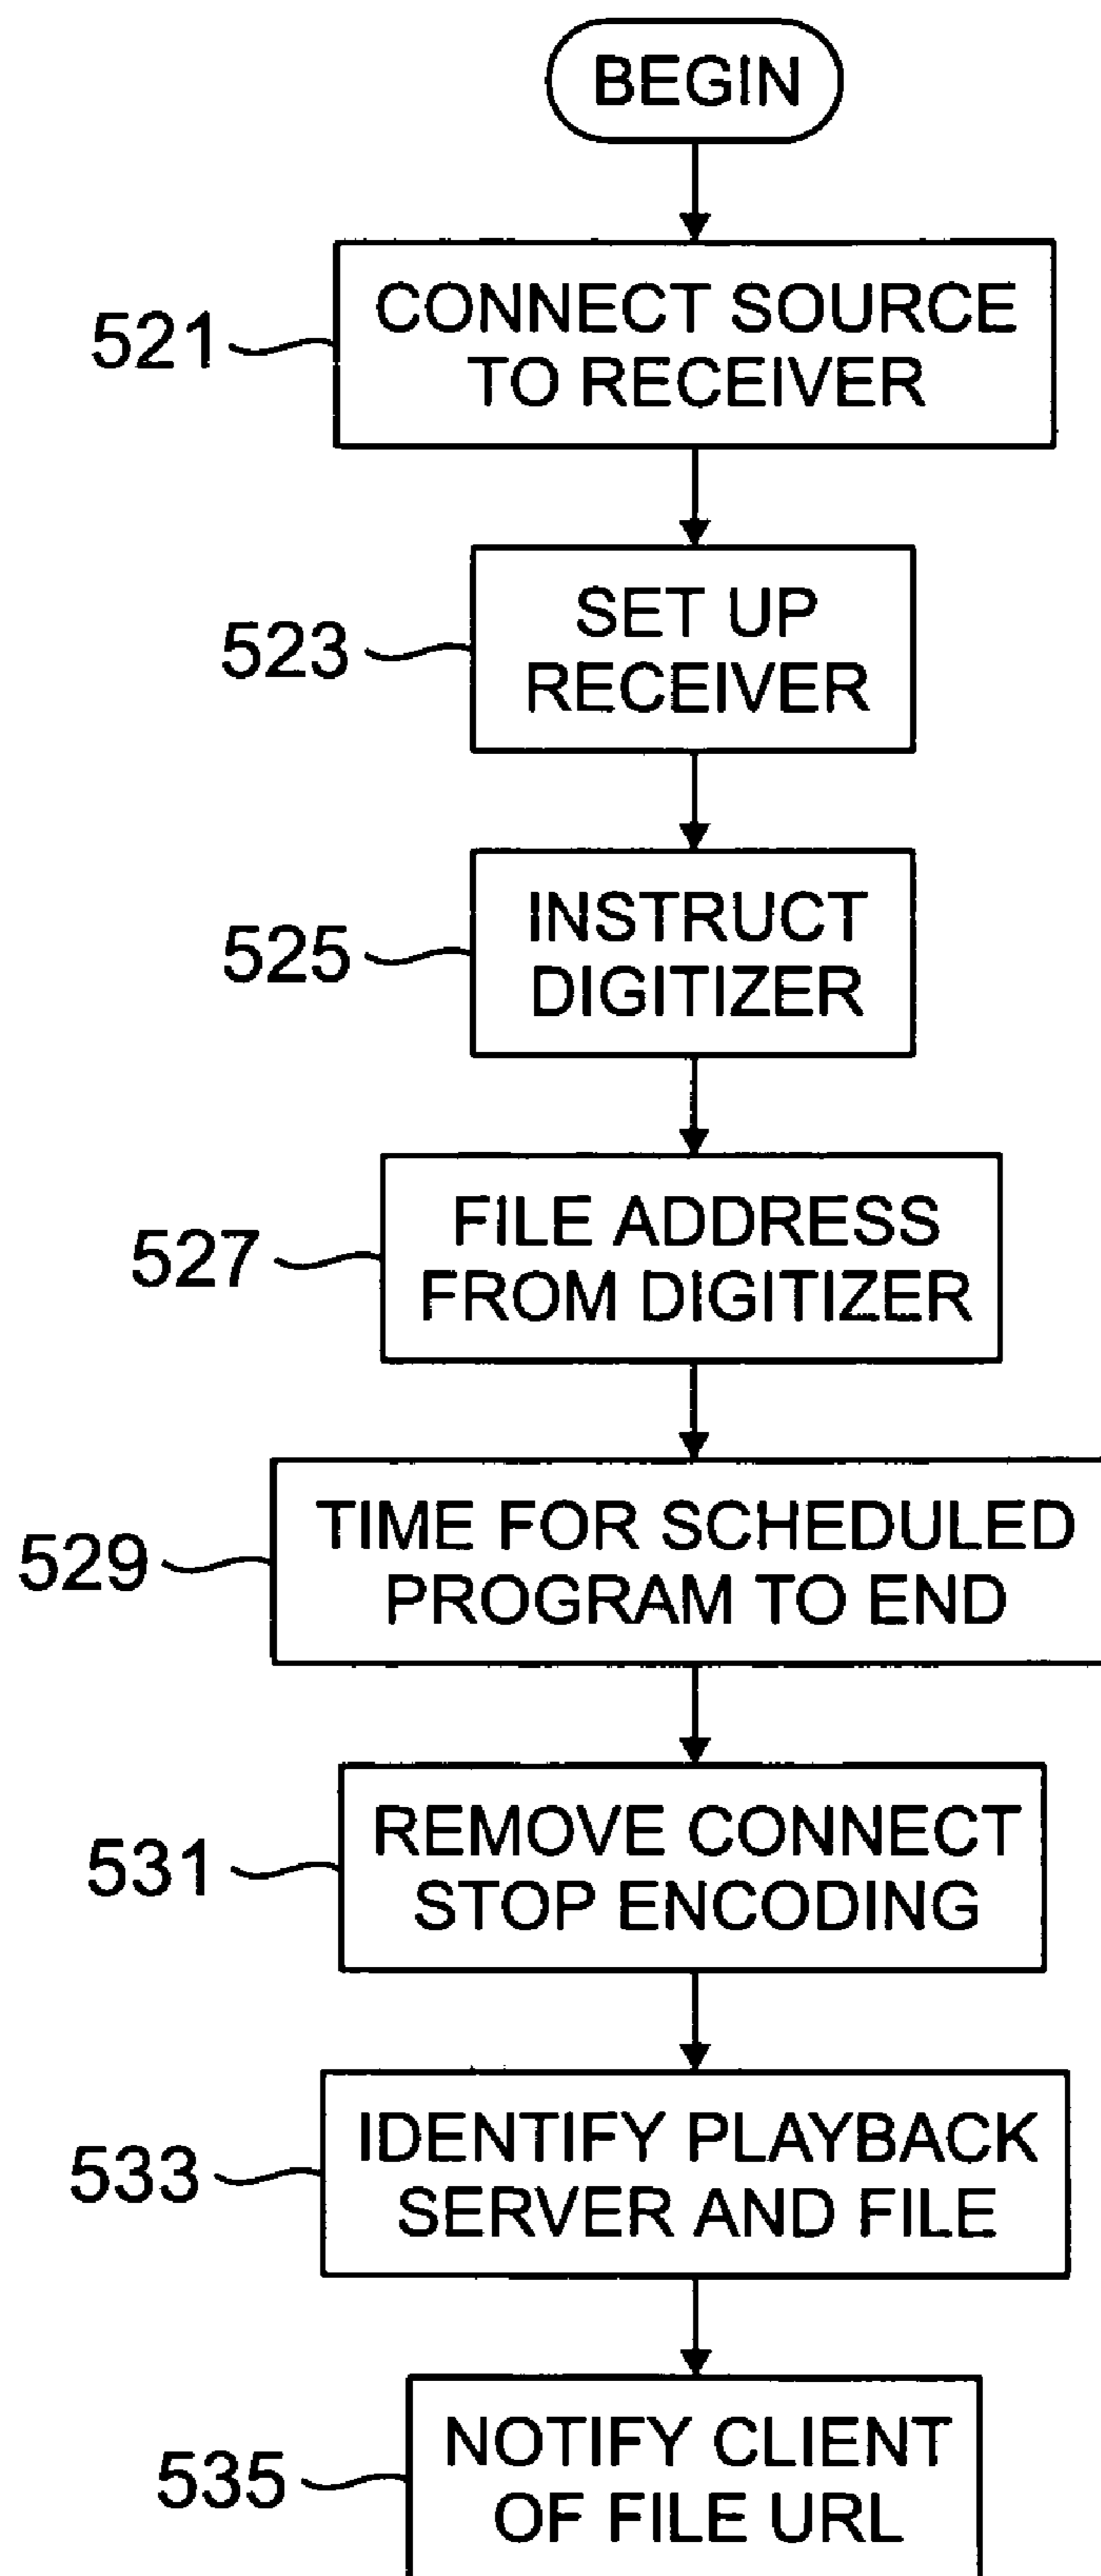 BEGIN
521
CONNECT SOURCE
TO RECEIVER
523
SET UP
RECEIVER
525
INSTRUCT
DIGITIZER
527
FILE ADDRESS
FROM DIGITIZER
529
TIME FOR SCHEDULED
PROGRAM TO END
531
REMOVE CONNECT
STOP ENCODING
533
IDENTIFY PLAYBACK
SERVER AND FILE
535
NOTIFY CLIENT
OF FILE URL